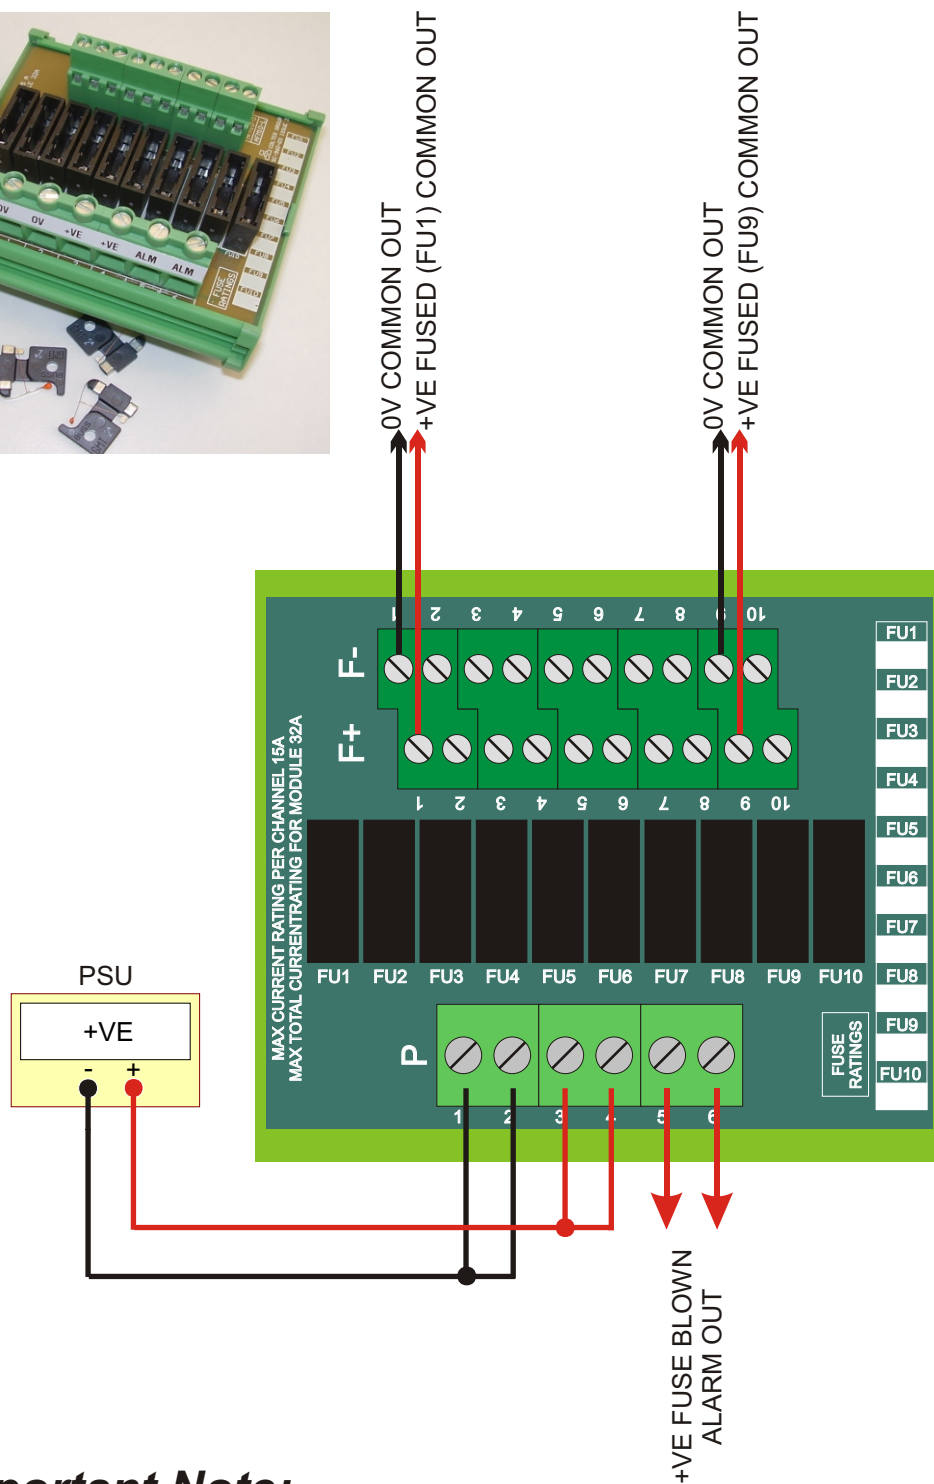 0V
0V
+VE
+VE
ALM
ALM
FUSE
RATINGS
0V COMMON OUT
+VE FUSED (FU1) COMMON OUT
0V COMMON OUT
+VE FUSED (FU9) COMMON OUT
1 2 3 4 5 6 7 8 9 10
F-
F+
1 2 3 4 5 6 7 8 9 10
MAX CURRENT RATING PER CHANNEL 15A
MAX TOTAL CURRENTRATING FOR MODULE 32A
FU1 FU2 FU3 FU4 FU5 FU6 FU7 FU8 FU9 FU10
FU1
FU2
FU3
FU4
FU5
FU6
FU7
FU8
FU9
FU10
FUSE
RATINGS
PSU
+VE
- +
P
1 2 3 4 5 6
+VE FUSE BLOWN
ALARM OUT
portant Note: